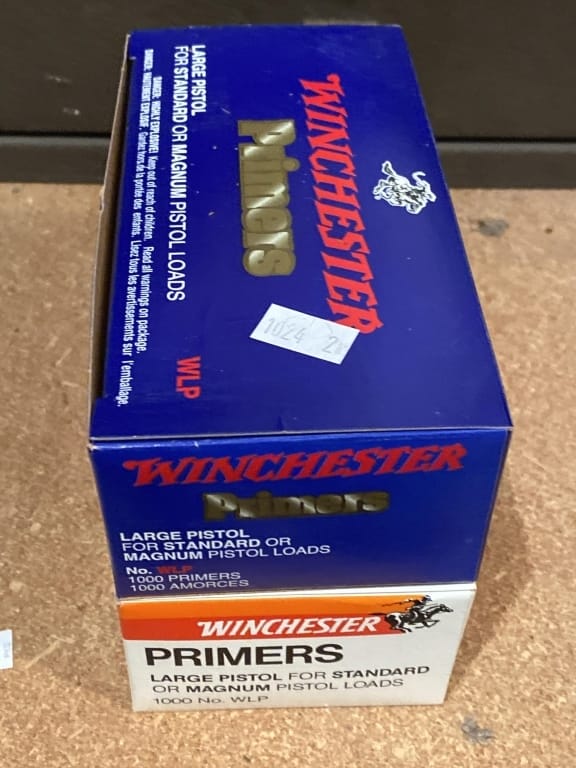 WINCHESTER
Primers
LARGE PISTOL
FOR STANDARD OR MAGNUM PISTOL LOADS
WLP
DANGER: HIGHLY EXPLOSIVE! Keep out of reach of children. Read all warnings on package.
DANGER: HAUTEMENT EXPLOSIF. Gardez hors de la portée des enfants. Lisez tous les avertissements sur l'emballage.
1024
WINCHESTER
Primers
LARGE PISTOL
FOR STANDARD OR
MAGNUM PISTOL LOADS
No. WLP
1000 PRIMERS
1000 AMORCES
WINCHESTER
PRIMERS
LARGE PISTOL FOR STANDARD
OR MAGNUM PISTOL LOADS
1000 No. WLP